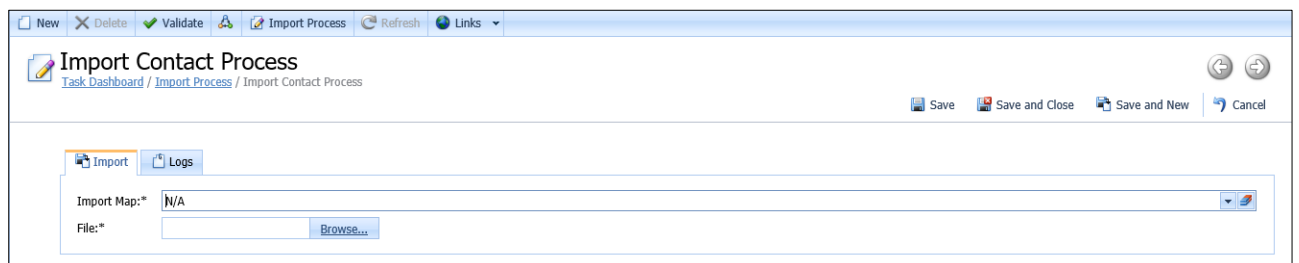 New Delete Validate Import Process Refresh Links
Import Contact Process
Task Dashboard / Import Process / Import Contact Process
Save Save and Close Save and New Cancel
Import Logs
Import Map:* N/A
File:* Browse...